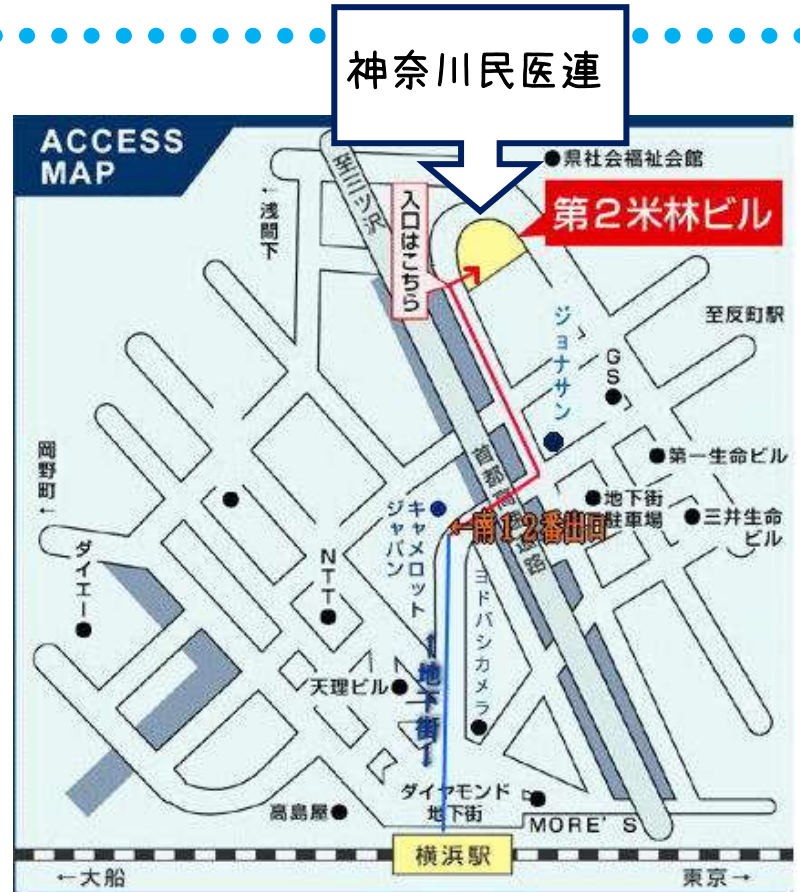 神奈川民医連
ACCESS
MAP
●県社会福祉会館
←浅間下
至三ツ沢
入口はこちら
第2米林ビル
至反町駅
ジョナサン
GS
岡野町←
首都高速道路
●第一生命ビル
●地下街
駐車場
●三井生命
ビル
キャメロット
ジャパン
←南12番出口
ダイエー
NTT
ヨドバシカメラ
天理ビル●
←地下街→
高島屋●
ダイヤモンド
地下街
MORE'S
横浜駅
←大船
東京→